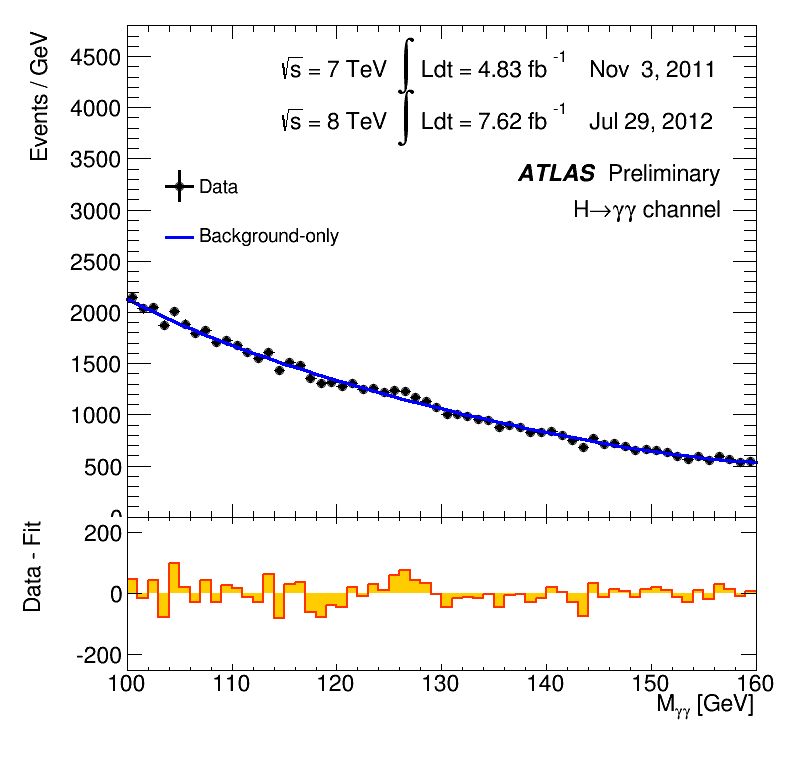 Events / GeV
4500
4000
3500
3000
2500
2000
1500
1000
500
0
√s = 7 TeV ∫ Ldt = 4.83 fb⁻¹ Nov 3, 2011
√s = 8 TeV ∫ Ldt = 7.62 fb⁻¹ Jul 29, 2012
ATLAS Preliminary
H→γγ channel
Data
Background-only
Data - Fit
200
0
-200
100 110 120 130 140 150 160
Mγγ [GeV]